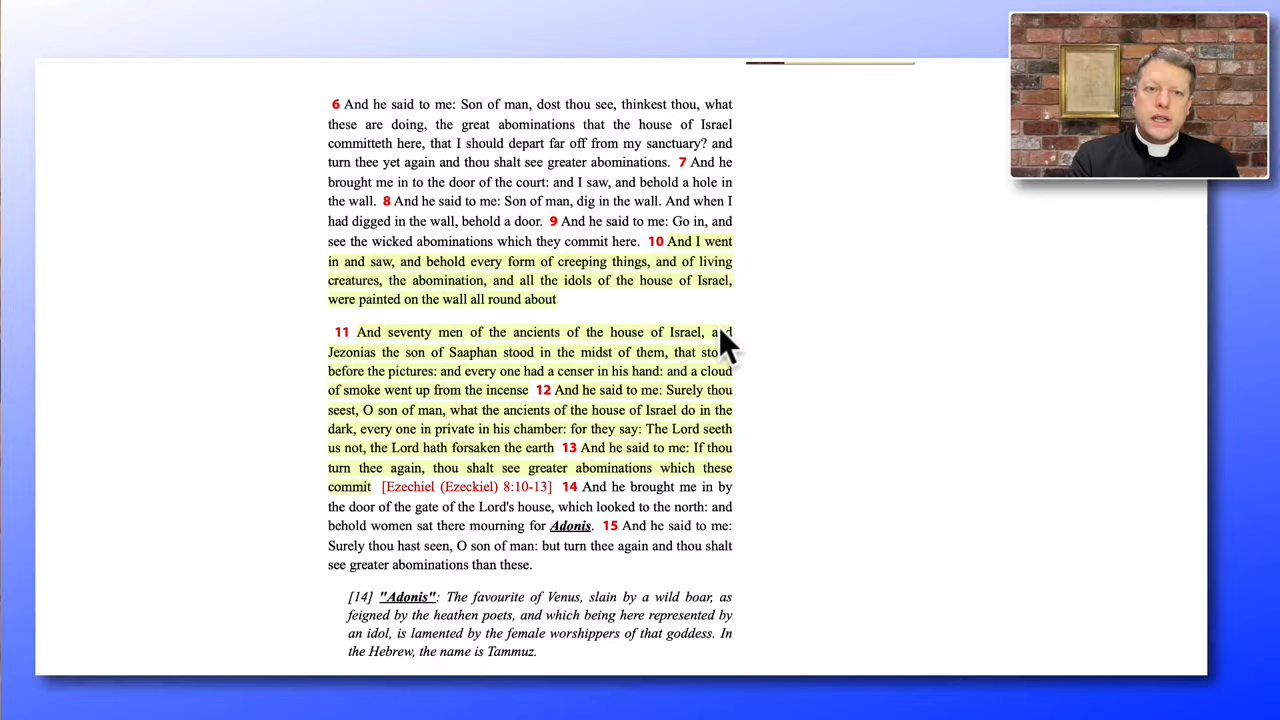 6 And he said to me: Son of man, dost thou see, thinkest thou, what
these are doing, the great abominations that the house of Israel
committeth here, that I should depart far off from my sanctuary? and
turn thee yet again and thou shalt see greater abominations. 7 And he
brought me in to the door of the court: and I saw, and behold a hole in
the wall. 8 And he said to me: Son of man, dig in the wall. And when I
had digged in the wall, behold a door. 9 And he said to me: Go in, and
see the wicked abominations which they commit here. 10 And I went
in and saw, and behold every form of creeping things, and of living
creatures, the abomination, and all the idols of the house of Israel,
were painted on the wall all round about
11 And seventy men of the ancients of the house of Israel, and
Jezonias the son of Saaphan stood in the midst of them, that
before the pictures: and every one had a censer in his hand: and a cloud
of smoke went up from the incense 12 And he said to me: Surely thou
seest, O son of man, what the ancients of the house of Israel do in the
dark, every one in private in his chamber: for they say: The Lord seeth
us not, the Lord hath forsaken the earth 13 And he said to me: If thou
turn thee again, thou shalt see greater abominations which these
commit [Ezechiel (Ezeckiel) 8:10-13] 14 And he brought me in by
the door of the gate of the Lord's house, which looked to the north: and
behold women sat there mourning for Adonis. 15 And he said to me:
Surely thou hast seen, O son of man: but turn thee again and thou shalt
see greater abominations than these.
[14] "Adonis": The favourite of Venus, slain by a wild boar, as
feigned by the heathen poets, and which being here represented by
an idol, is lamented by the female worshippers of that goddess. In
the Hebrew, the name is Tammuz.